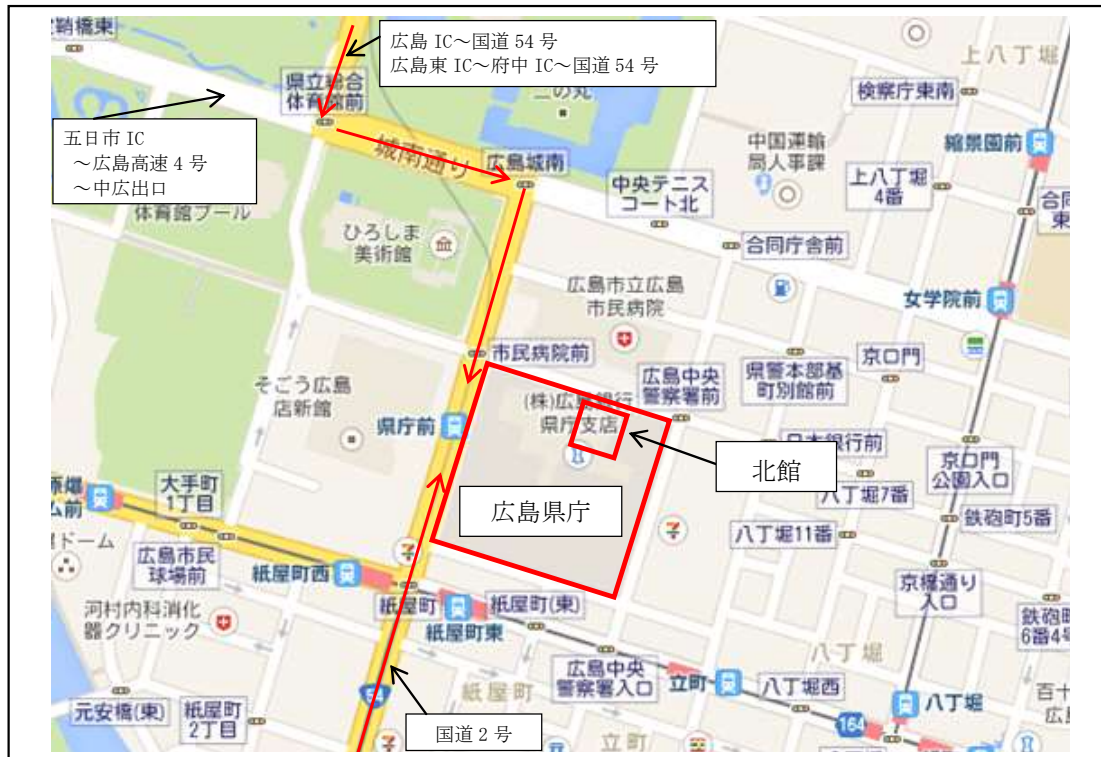 広島 IC～国道 54 号
広島東 IC～府中 IC～国道 54 号
上八丁堀
鞘橋東
県立総合
体育館前
二の丸
検察庁東南
五日市 IC
～広島高速 4 号
～中広出口
城南通り
広島城南
中国運輸
局人事課
縮景園前
中央テニス
コート北
上八丁堀
4番
体育館プール
ひろしま
美術館
合同庁舎前
広島市立広島
市民病院
女学院前
市民病院前
京口門
そごう広島
店新館
広島中央
警察署前
県警本部基
町別館前
(株)広島銀行
県庁支店
県庁前
日本銀行前
北館
京口門
公園入口
大手町
1丁目
広島県庁
八丁堀7番
鉄砲町5番
八丁堀11番
ドーム
広島市民
球場前
紙屋町西
京橋通り
入口
河村内科消化
器クリニック
紙屋町
紙屋町(東)
紙屋町東
鉄砲町
6番4号
広島中央
警察署入口
八丁堀
立町
八丁堀西
54
紙屋町
元安橋(東)
紙屋町
2丁目
八丁堀
164
国道 2 号
立町